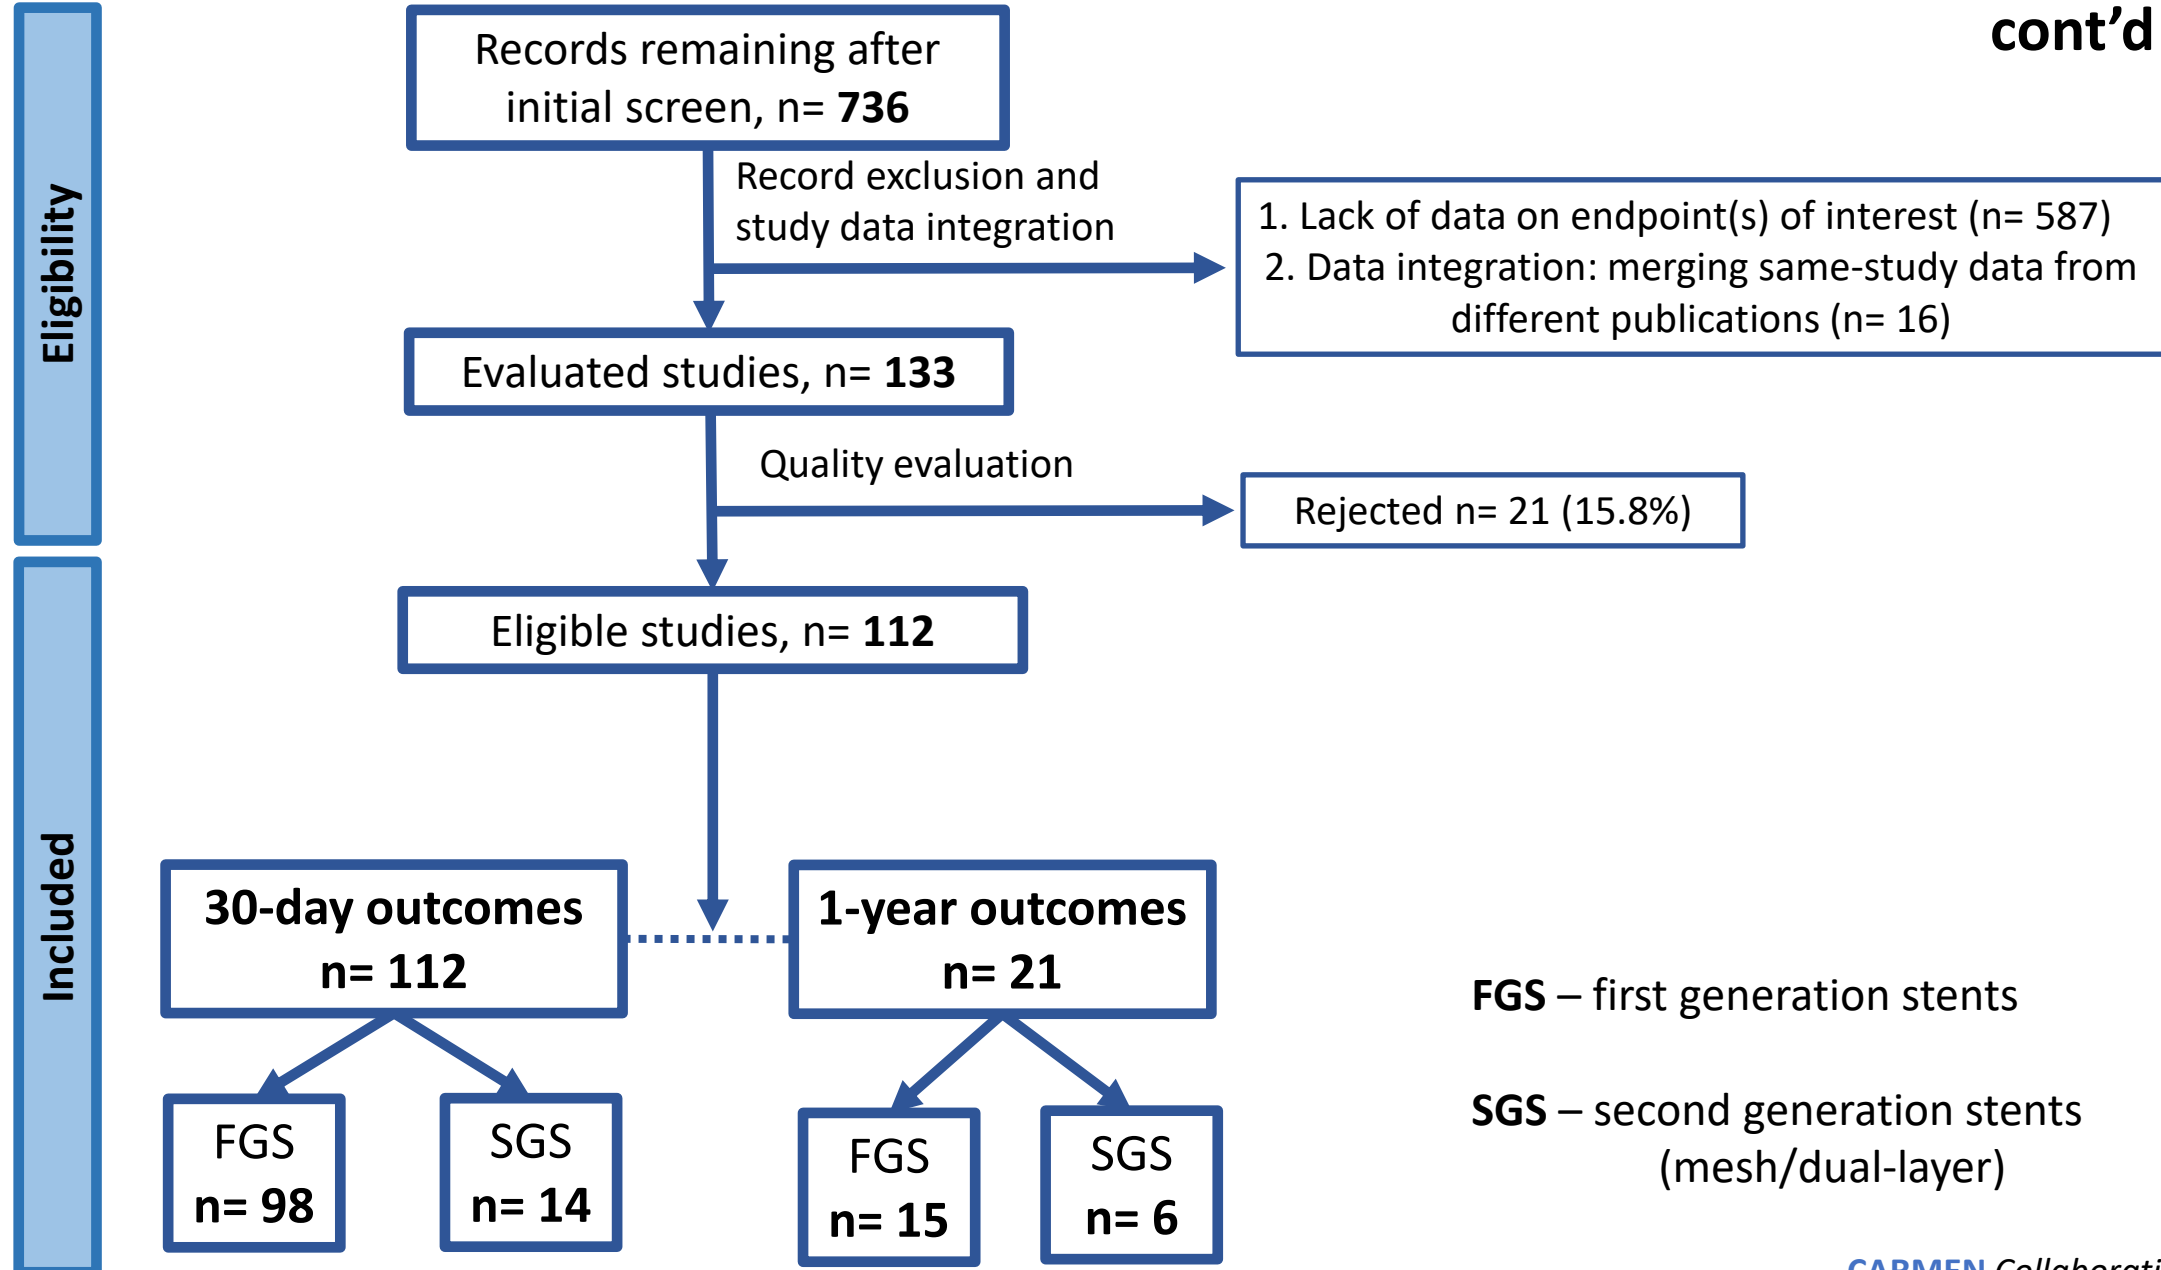 cont’d
Eligibility
Records remaining after
initial screen, n= 736
Record exclusion and
study data integration
1. Lack of data on endpoint(s) of interest (n= 587)
2. Data integration: merging same-study data from
different publications (n= 16)
Evaluated studies, n= 133
Quality evaluation
Rejected n= 21 (15.8%)
Included
Eligible studies, n= 112
30-day outcomes
n= 112
1-year outcomes
n= 21
FGS
n= 98
SGS
n= 14
FGS
n= 15
SGS
n= 6
FGS – first generation stents
SGS – second generation stents
(mesh/dual-layer)
CARMEN